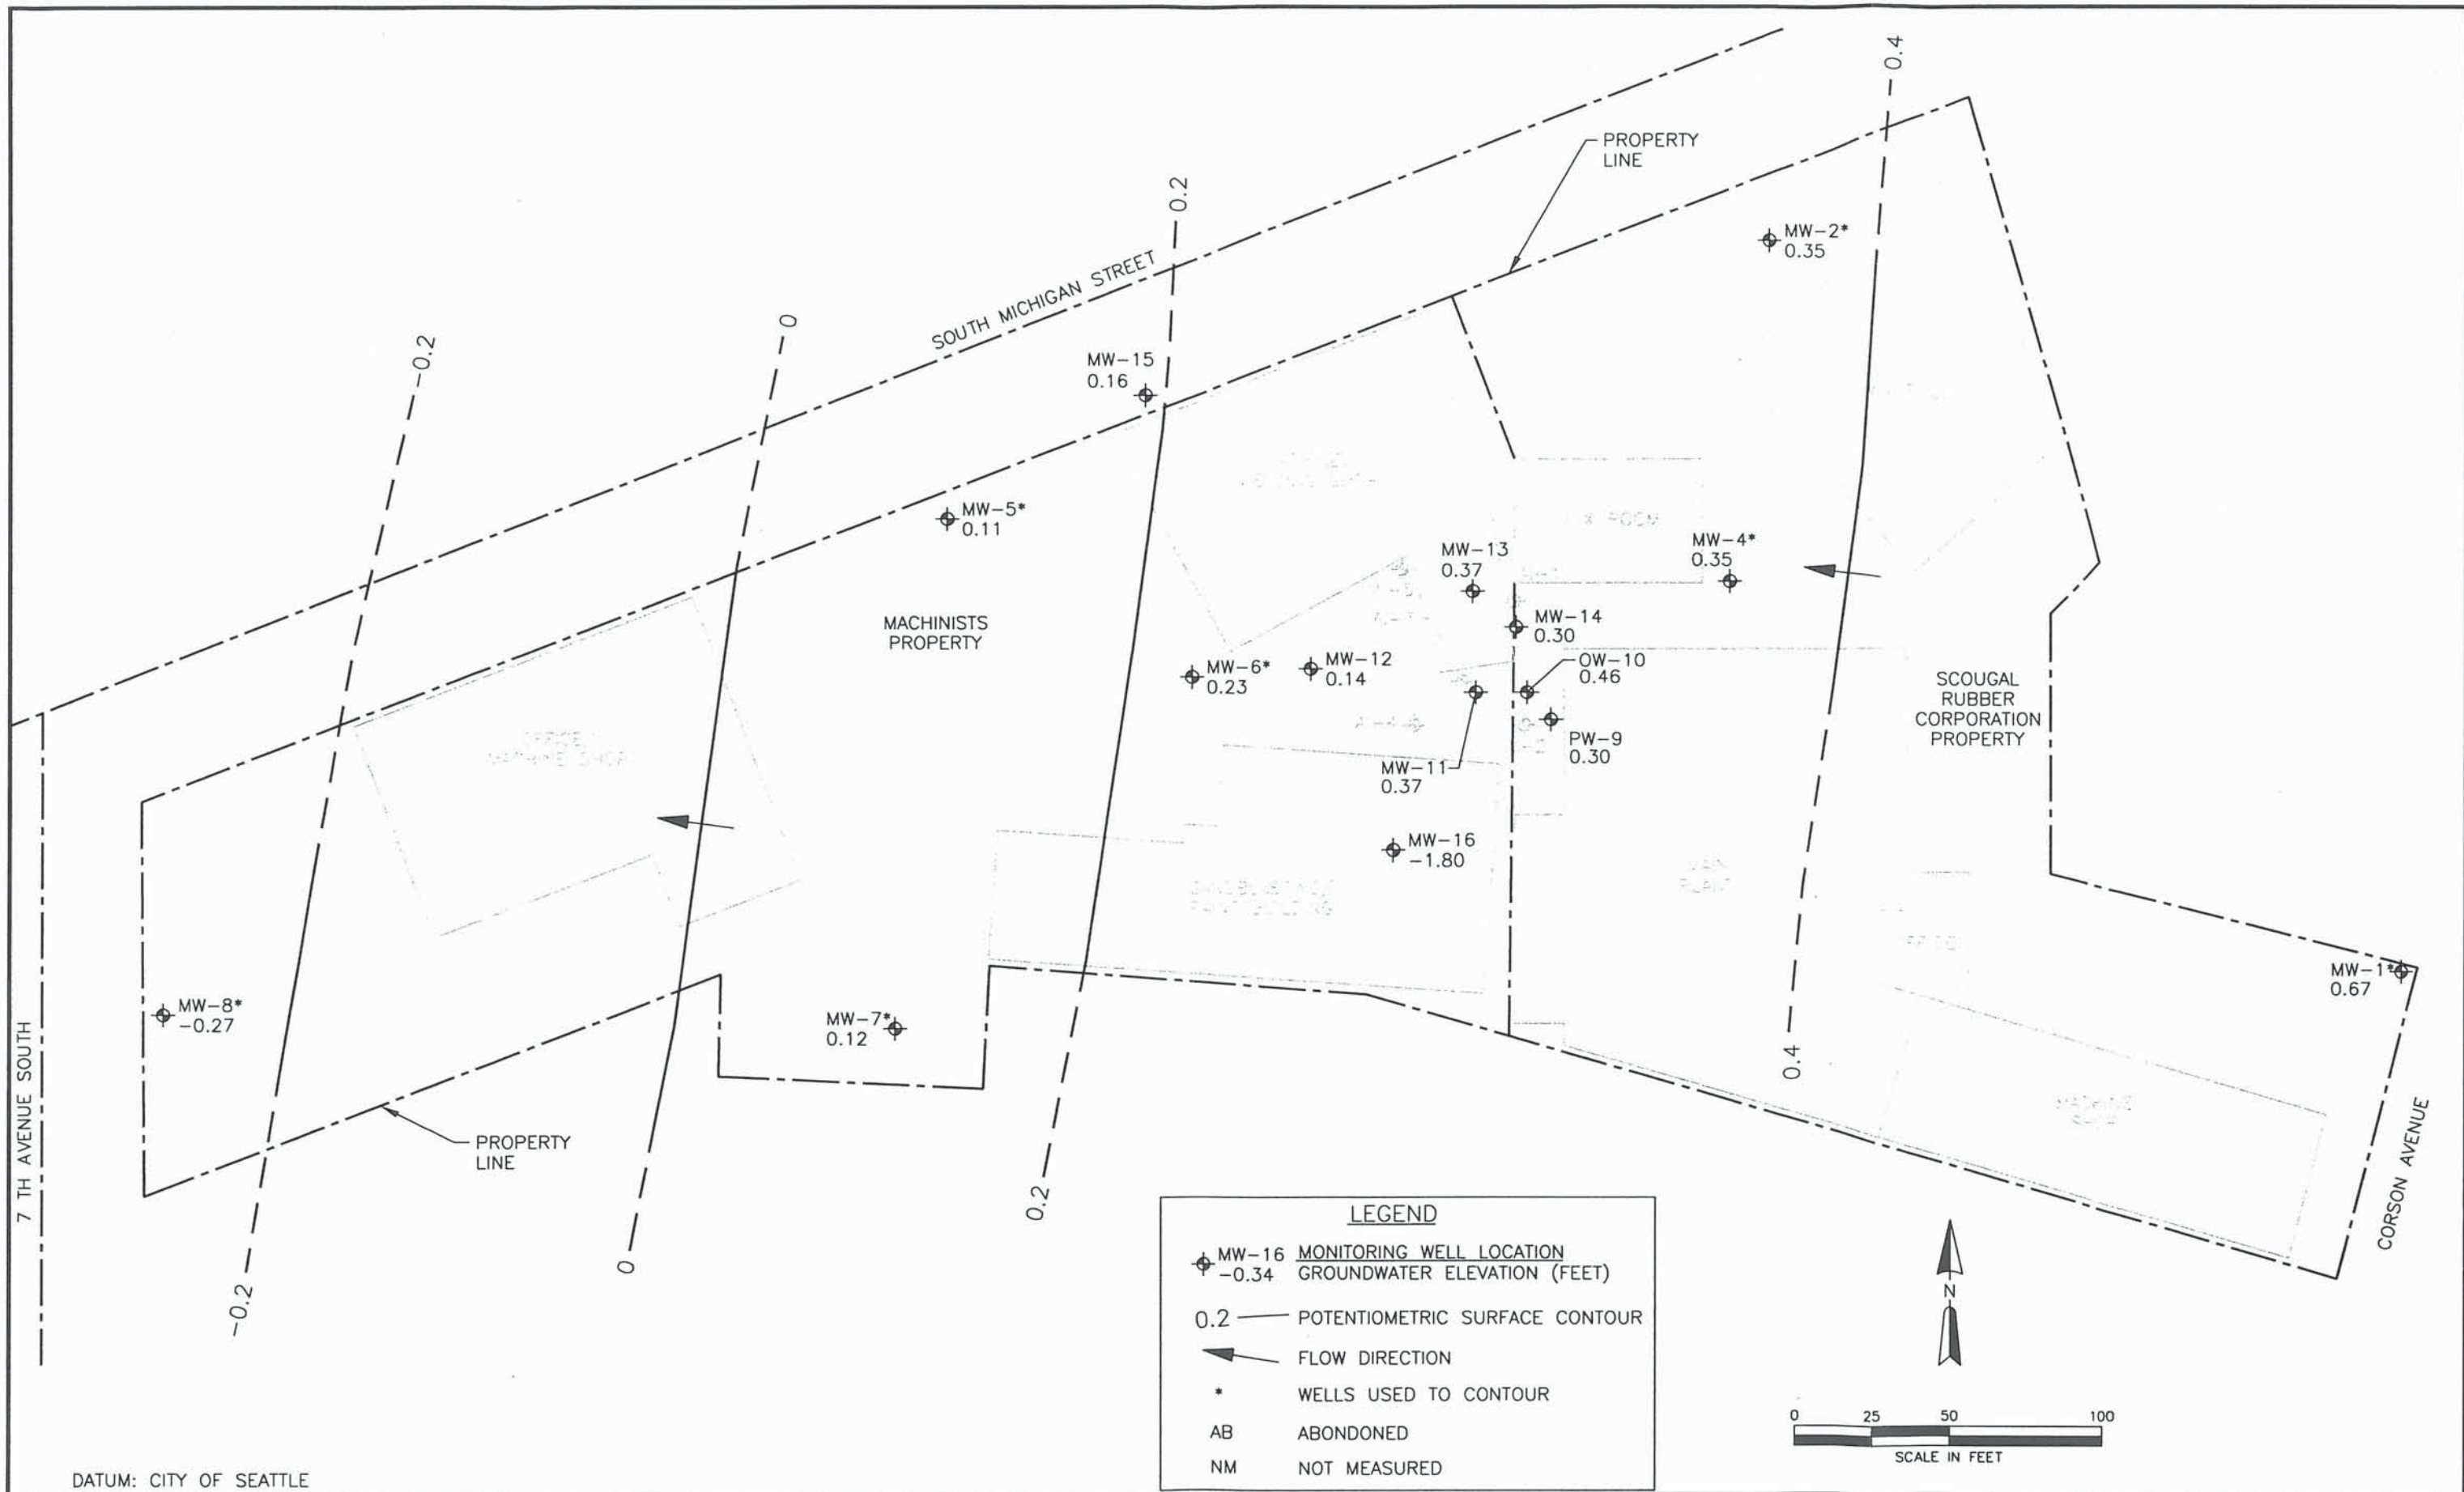 0.4
PROPERTY
LINE
0.2
MW-2*
0.35
SOUTH MICHIGAN STREET
0
-0.2
MW-15
0.16
MW-5*
0.11
MW-13
0.37
MW-4*
0.35
MACHINISTS
PROPERTY
MW-14
0.30
MW-6*
0.23
MW-12
0.14
OW-10
0.46
SCOUGAL
RUBBER
CORPORATION
PROPERTY
PW-9
0.30
MW-11
0.37
MW-16
-1.80
MW-1*
0.67
MW-8*
-0.27
MW-7*
0.12
0.4
7 TH AVENUE SOUTH
PROPERTY
LINE
CORSON AVENUE
0.2
0
-0.2
LEGEND
MW-16 MONITORING WELL LOCATION
-0.34 GROUNDWATER ELEVATION (FEET)
0.2 POTENTIOMETRIC SURFACE CONTOUR
FLOW DIRECTION
* WELLS USED TO CONTOUR
AB ABONDONED
NM NOT MEASURED
N
0 25 50 100
SCALE IN FEET
DATUM: CITY OF SEATTLE